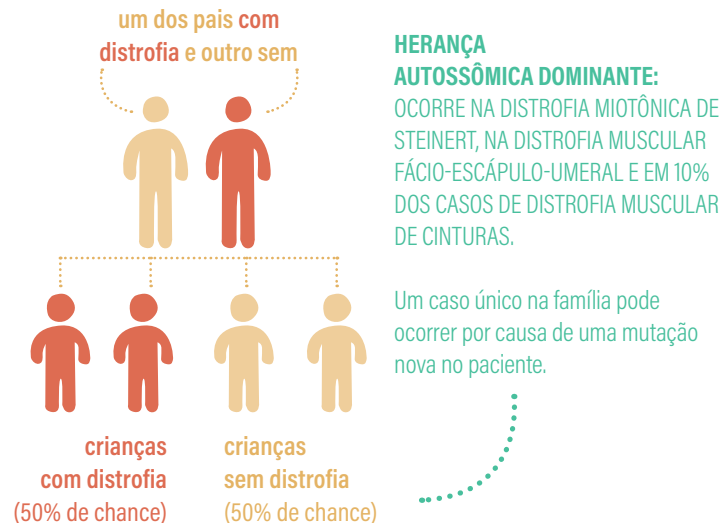 um dos pais com
distrofia e outro sem
HERANÇA
AUTOSSÔMICA DOMINANTE:
OCORRE NA DISTROFIA MIOTÔNICA DE
STEINERT, NA DISTROFIA MUSCULAR
FÁCIO-ESCÁPULO-UMERAL E EM 10%
DOS CASOS DE DISTROFIA MUSCULAR
DE CINTURAS.
Um caso único na família pode
ocorrer por causa de uma mutação
nova no paciente.
crianças
com distrofia
(50% de chance)
crianças
sem distrofia
(50% de chance)